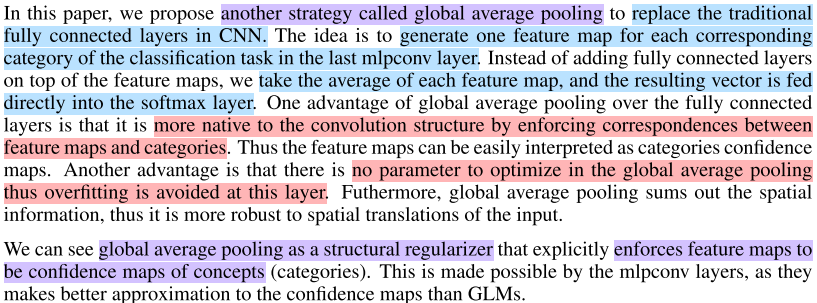 In this paper, we propose another strategy called global average pooling to replace the traditional
fully connected layers in CNN. The idea is to generate one feature map for each corresponding
category of the classification task in the last mlpconv layer. Instead of adding fully connected layers
on top of the feature maps, we take the average of each feature map, and the resulting vector is fed
directly into the softmax layer. One advantage of global average pooling over the fully connected
layers is that it is more native to the convolution structure by enforcing correspondences between
feature maps and categories. Thus the feature maps can be easily interpreted as categories confidence
maps. Another advantage is that there is no parameter to optimize in the global average pooling
thus overfitting is avoided at this layer. Futhermore, global average pooling sums out the spatial
information, thus it is more robust to spatial translations of the input.
We can see global average pooling as a structural regularizer that explicitly enforces feature maps to
be confidence maps of concepts (categories). This is made possible by the mlpconv layers, as they
makes better approximation to the confidence maps than GLMs.